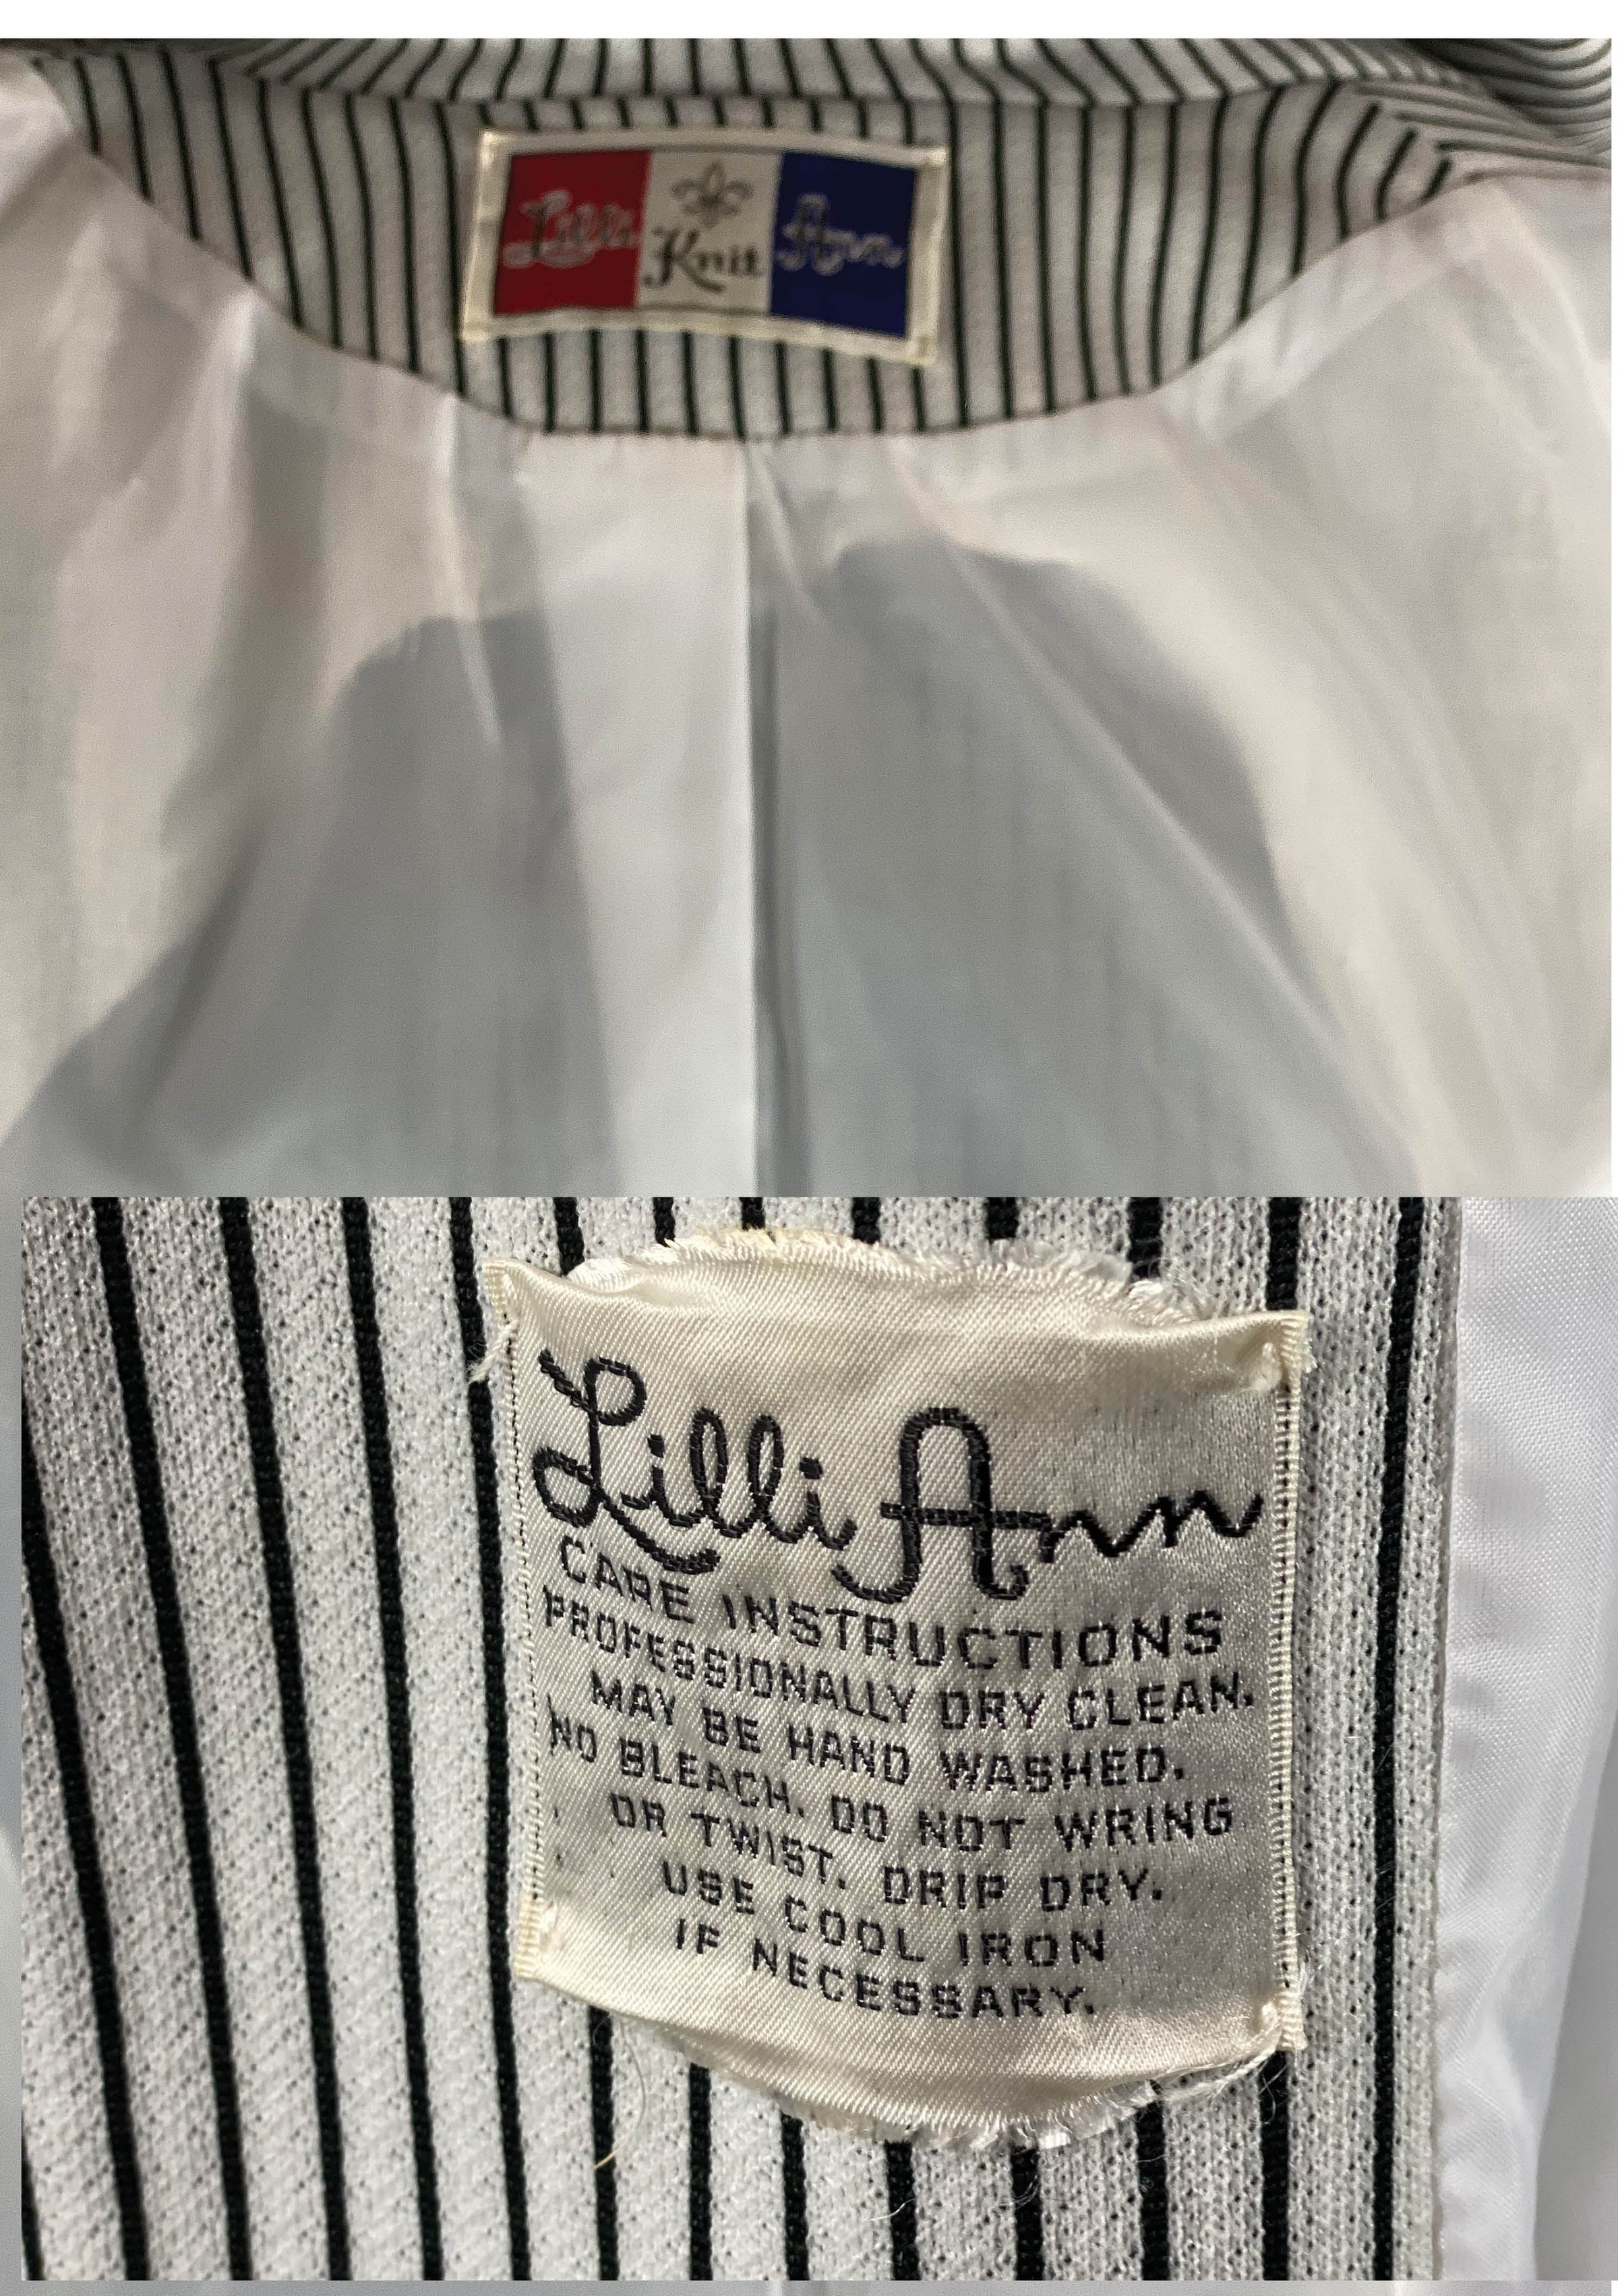 Lilli Knit Ann
Lilli Ann
CARE INSTRUCTIONS
PROFESSIONALLY DRY CLEAN.
MAY BE HAND WASHED.
NO BLEACH. DO NOT WRING
OR TWIST. DRIP DRY.
USE COOL IRON
IF NECESSARY.